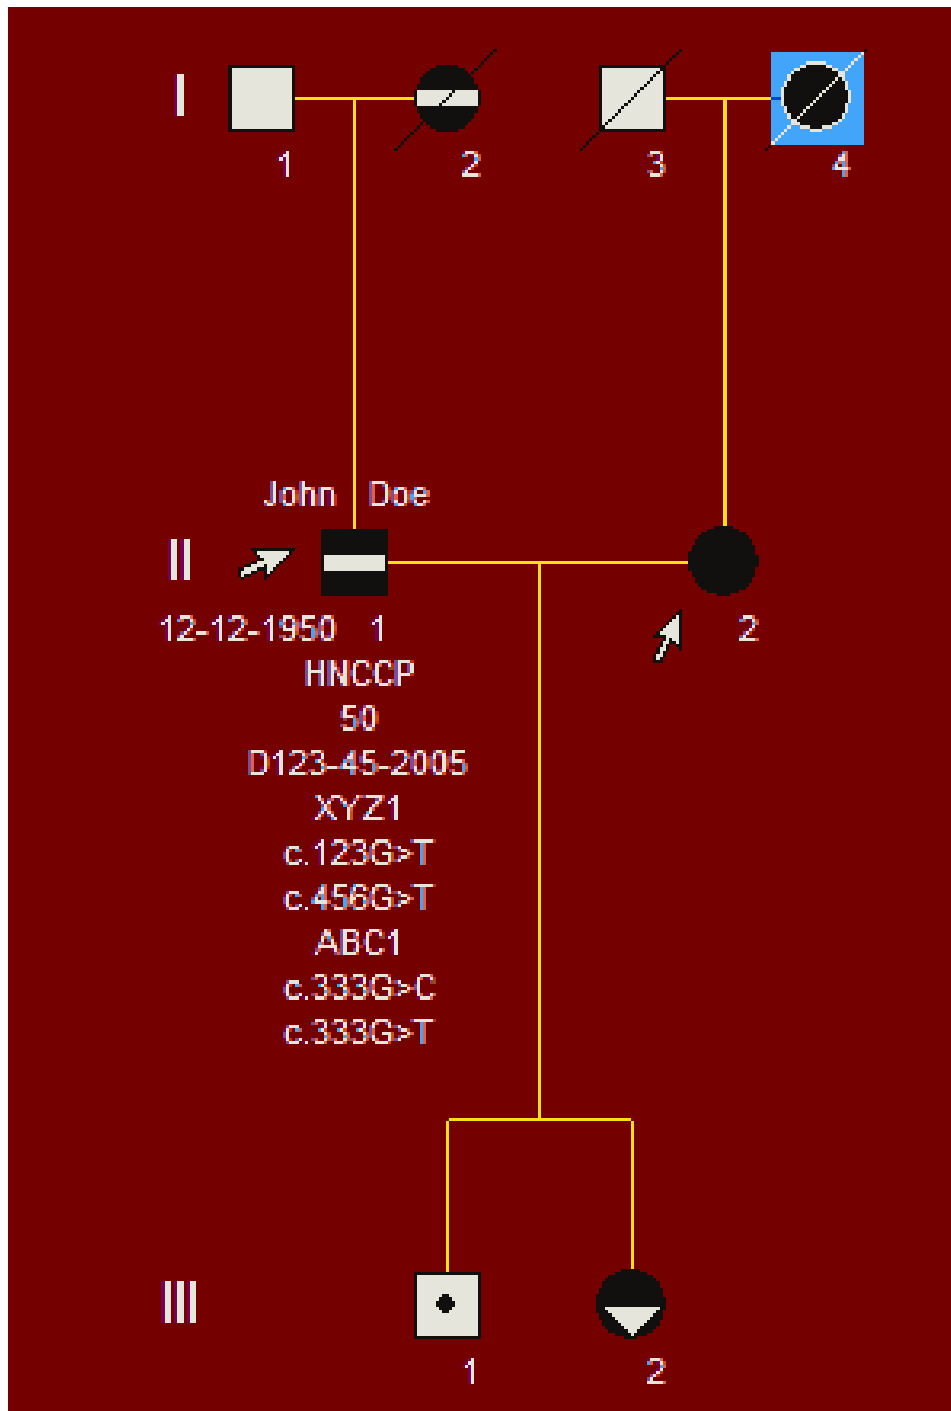 I
1 2 3 4
John Doe
II
12-12-1950 1 2
HNCCP
50
D123-45-2005
XYZ1
c.123G>T
c.456G>T
ABC1
c.333G>C
c.333G>T
III
1 2